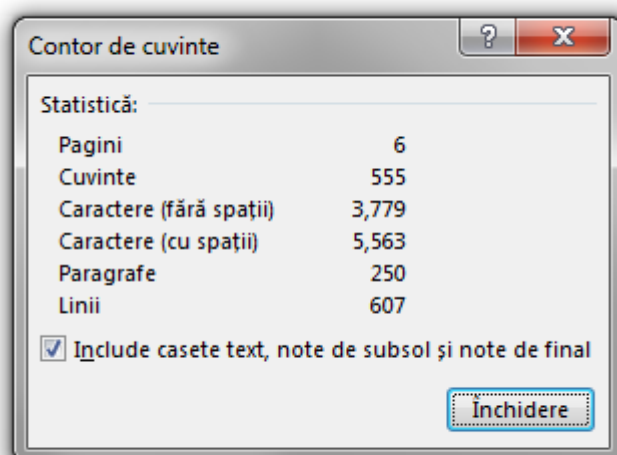 Contor de cuvinte
Statistică:
Pagini 6
Cuvinte 555
Caractere (fără spații) 3,779
Caractere (cu spații) 5,563
Paragrafe 250
Linii 607
Include casete text, note de subsol și note de final
Închidere